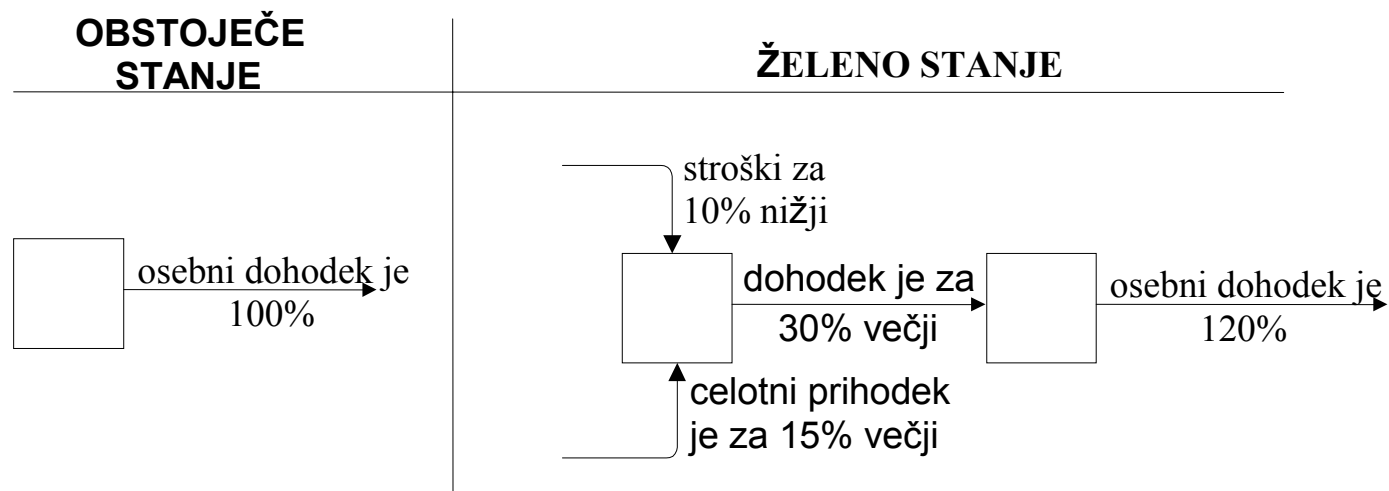 OBSTOJEČE
STANJE
ŽELENO STANJE
osebni dohodek je
100%
stroški za
10% nižji
dohodek je za
30% večji
osebni dohodek je
120%
celotni prihodek
je za 15% večji